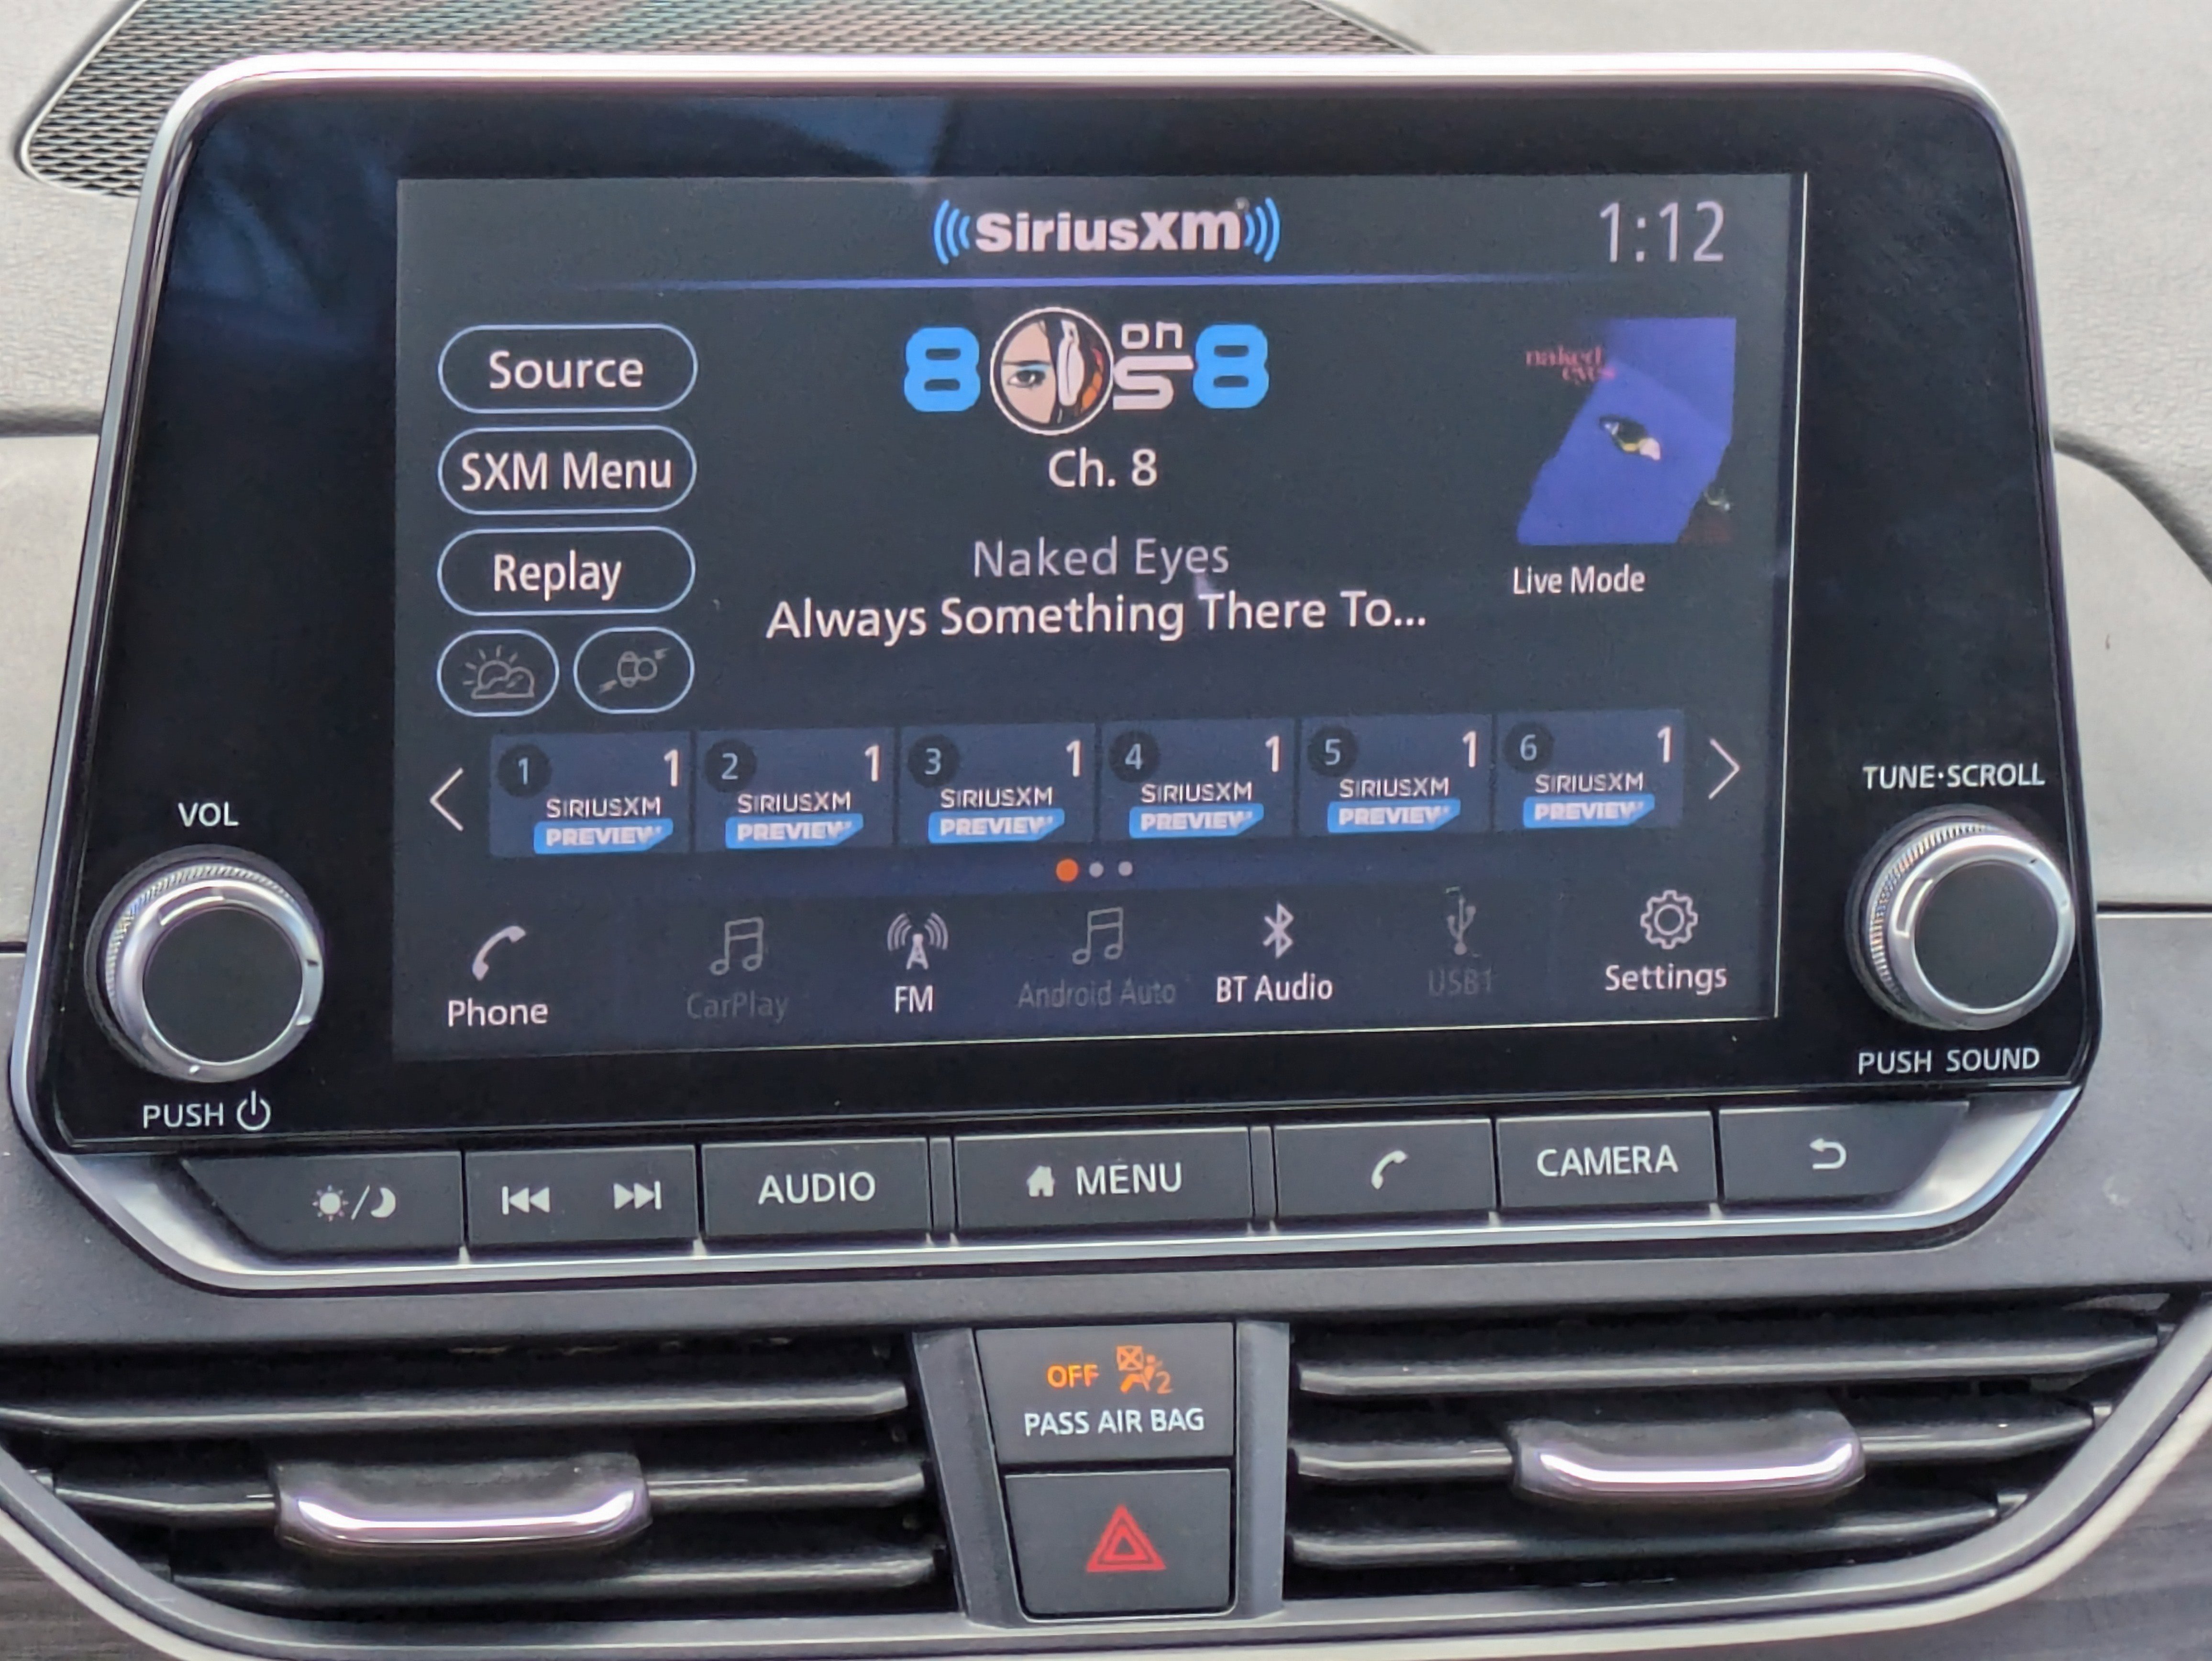 SiriusXM
1:12
Source
8 on 8
naked
eyes
SXM Menu
Ch. 8
Replay
Naked Eyes
Live Mode
Always Something There To...
1 1 2 1 3 1 4 1 5 1 6 1
SIRIUSXM SIRIUSXM SIRIUSXM SIRIUSXM SIRIUSXM SIRIUSXM
PREVIEW PREVIEW PREVIEW PREVIEW PREVIEW PREVIEW
VOL
TUNE·SCROLL
Phone CarPlay FM Android Auto BT Audio USB1 Settings
PUSH
PUSH SOUND
AUDIO MENU CAMERA
OFF 2
PASS AIR BAG